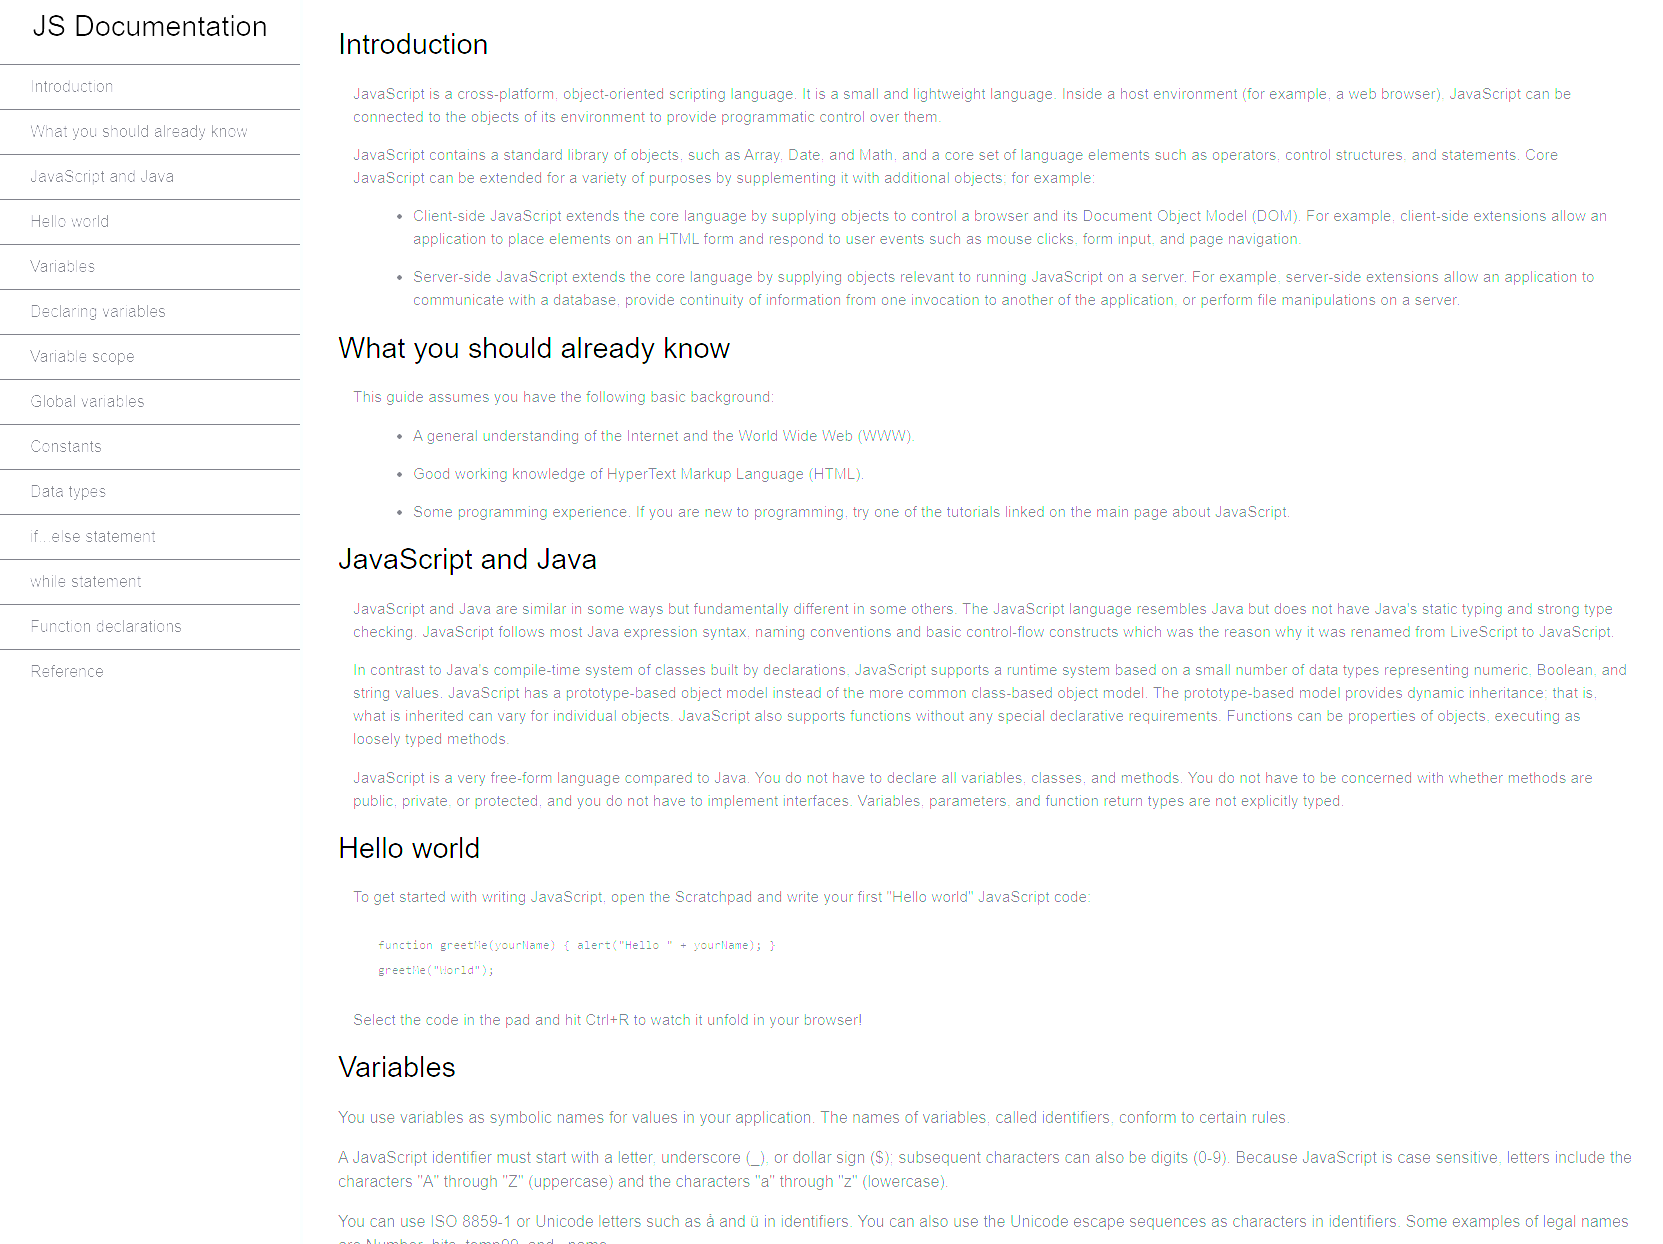 JS Documentation
Introduction
What you should already know
JavaScript and Java
Hello world
Variables
Declaring variables
Variable scope
Global variables
Constants
Data types
if...else statement
while statement
Function declarations
Reference
Introduction
JavaScript is a cross-platform, object-oriented scripting language. It is a small and lightweight language. Inside a host environment (for example, a web browser), JavaScript can be
connected to the objects of its environment to provide programmatic control over them.
JavaScript contains a standard library of objects, such as Array, Date, and Math, and a core set of language elements such as operators, control structures, and statements. Core
JavaScript can be extended for a variety of purposes by supplementing it with additional objects; for example:
• Client-side JavaScript extends the core language by supplying objects to control a browser and its Document Object Model (DOM). For example, client-side extensions allow an
application to place elements on an HTML form and respond to user events such as mouse clicks, form input, and page navigation.
• Server-side JavaScript extends the core language by supplying objects relevant to running JavaScript on a server. For example, server-side extensions allow an application to
communicate with a database, provide continuity of information from one invocation to another of the application, or perform file manipulations on a server.
What you should already know
This guide assumes you have the following basic background:
• A general understanding of the Internet and the World Wide Web (WWW).
• Good working knowledge of HyperText Markup Language (HTML).
• Some programming experience. If you are new to programming, try one of the tutorials linked on the main page about JavaScript.
JavaScript and Java
JavaScript and Java are similar in some ways but fundamentally different in some others. The JavaScript language resembles Java but does not have Java's static typing and strong type
checking. JavaScript follows most Java expression syntax, naming conventions and basic control-flow constructs which was the reason why it was renamed from LiveScript to JavaScript.
In contrast to Java's compile-time system of classes built by declarations, JavaScript supports a runtime system based on a small number of data types representing numeric, Boolean, and
string values. JavaScript has a prototype-based object model instead of the more common class-based object model. The prototype-based model provides dynamic inheritance; that is,
what is inherited can vary for individual objects. JavaScript also supports functions without any special declarative requirements. Functions can be properties of objects, executing as
loosely typed methods.
JavaScript is a very free-form language compared to Java. You do not have to declare all variables, classes, and methods. You do not have to be concerned with whether methods are
public, private, or protected, and you do not have to implement interfaces. Variables, parameters, and function return types are not explicitly typed.
Hello world
To get started with writing JavaScript, open the Scratchpad and write your first "Hello world" JavaScript code:
function greetMe(yourName) { alert("Hello " + yourName); }
greetMe("World");
Select the code in the pad and hit Ctrl+R to watch it unfold in your browser!
Variables
You use variables as symbolic names for values in your application. The names of variables, called identifiers, conform to certain rules.
A JavaScript identifier must start with a letter, underscore (_), or dollar sign ($); subsequent characters can also be digits (0-9). Because JavaScript is case sensitive, letters include the
characters "A" through "Z" (uppercase) and the characters "a" through "z" (lowercase).
You can use ISO 8859-1 or Unicode letters such as å and ü in identifiers. You can also use the Unicode escape sequences as characters in identifiers. Some examples of legal names
are Number_hits, temp99, and _name.